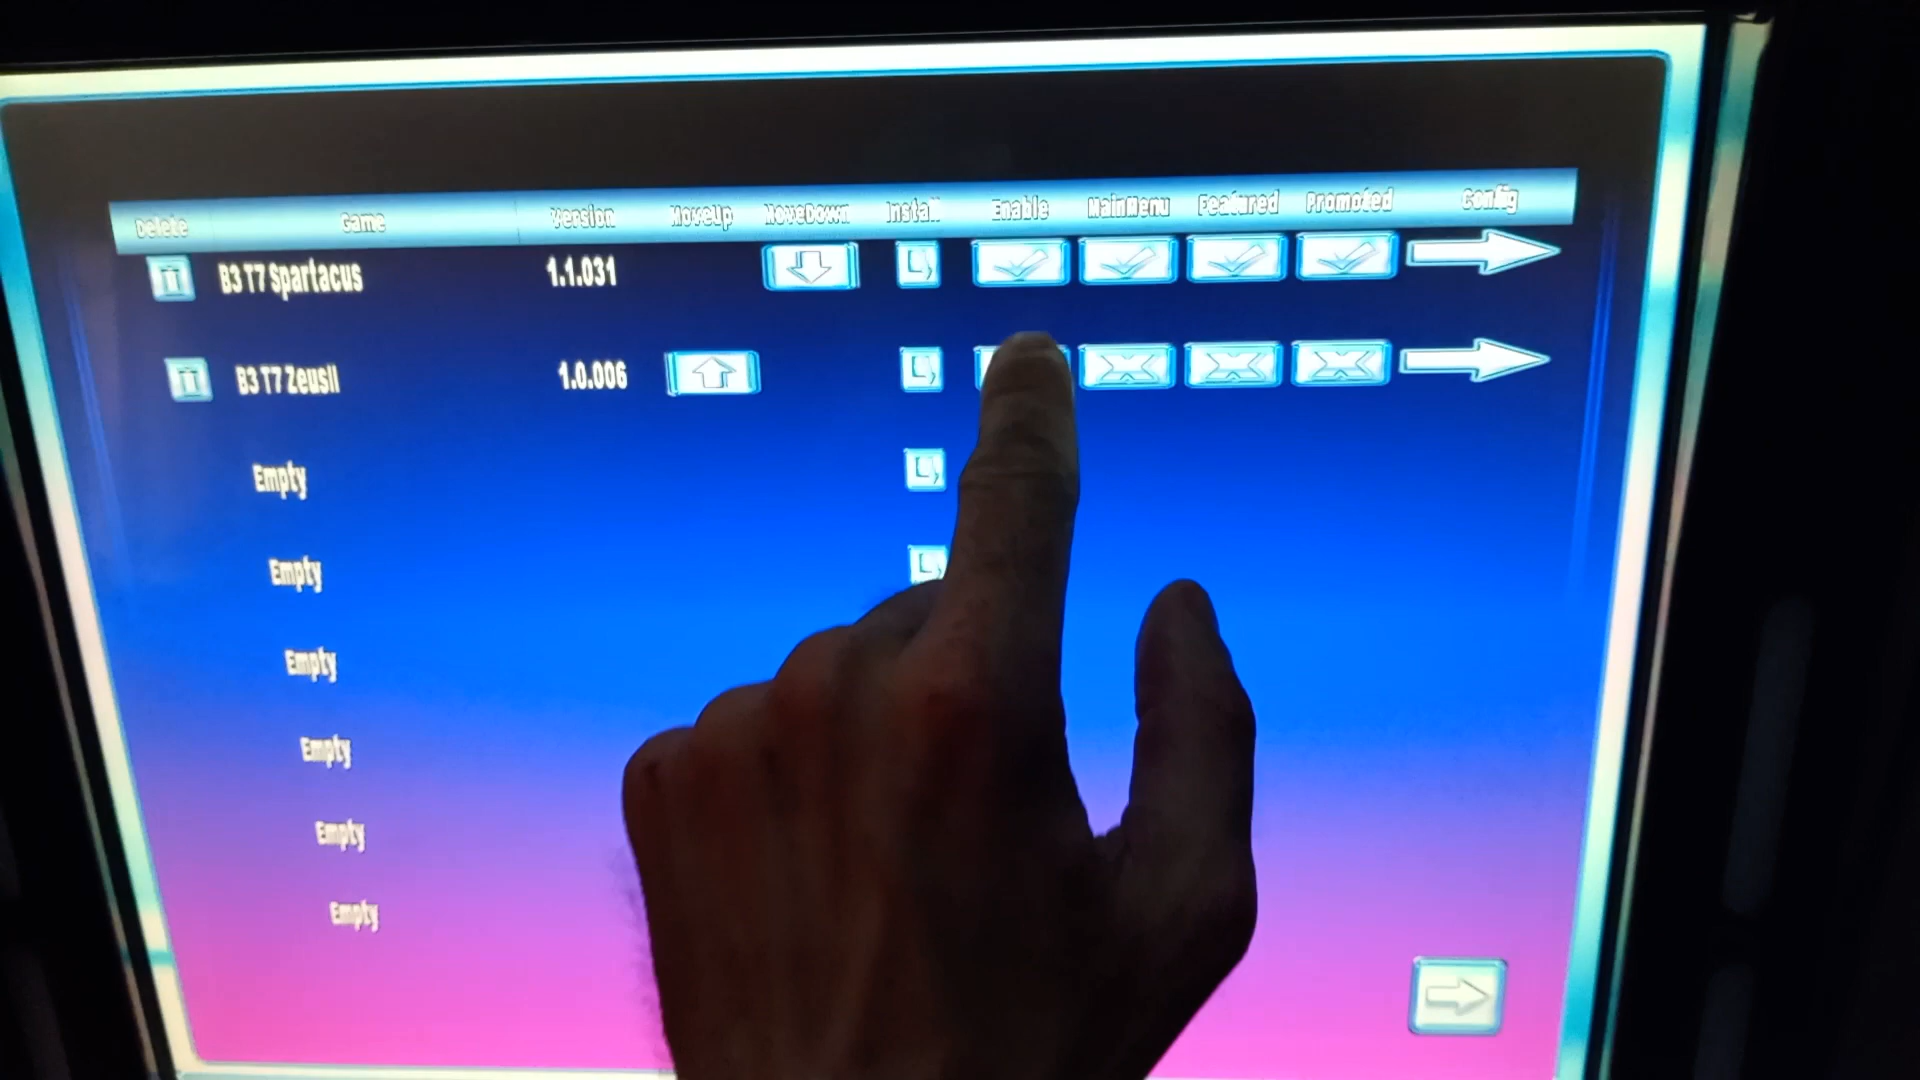 Delete Game Version MoveUp MoveDown Install Enable MainMenu Featured Promoted Config
B3 T7 Spartacus 1.1.031
B3 T7 ZeusII 1.0.006
Empty
Empty
Empty
Empty
Empty
Empty